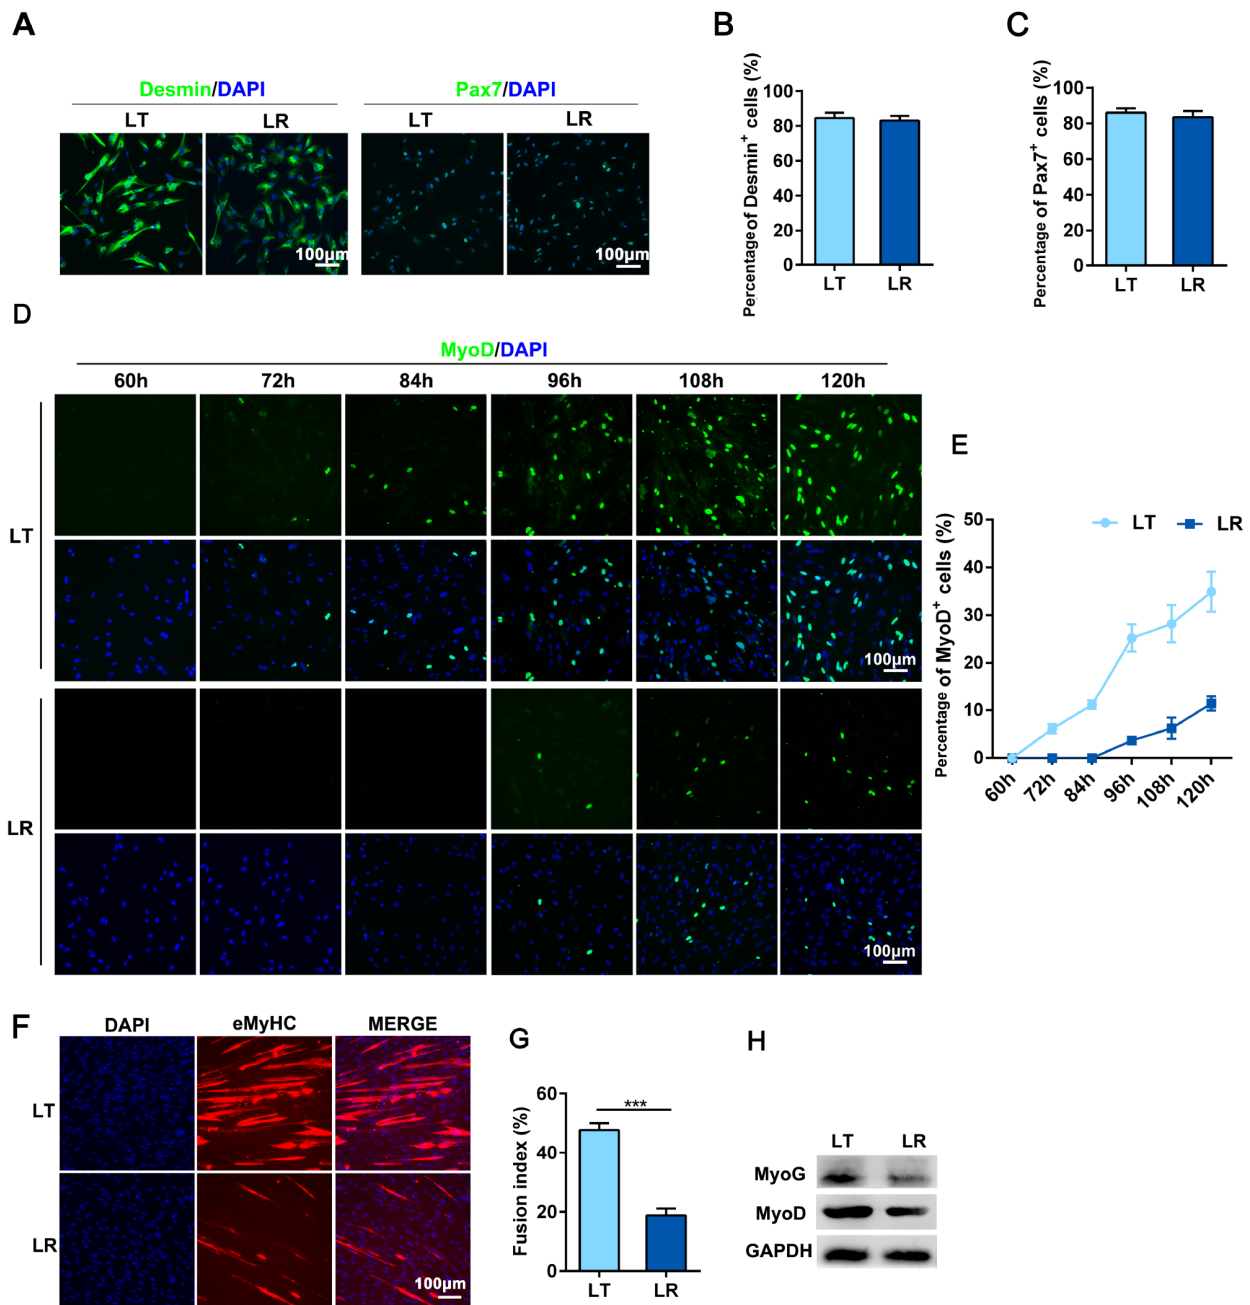 A
Desmin/DAPI
Pax7/DAPI
LT
LR
LT
LR
100μm
100μm
B
Percentage of Desmin+ cells (%)
100
80
60
40
20
0
LT
LR
C
Percentage of Pax7+ cells (%)
100
80
60
40
20
0
LT
LR
D
MyoD/DAPI
60h
72h
84h
96h
108h
120h
LT
100μm
LR
100μm
E
Percentage of MyoD+ cells (%)
LT
LR
50
40
30
20
10
0
60h
72h
84h
96h
108h
120h
F
DAPI
eMyHC
MERGE
LT
LR
100μm
G
Fusion index (%)
60
40
20
0
***
LT
LR
H
LT
LR
MyoG
MyoD
GAPDH